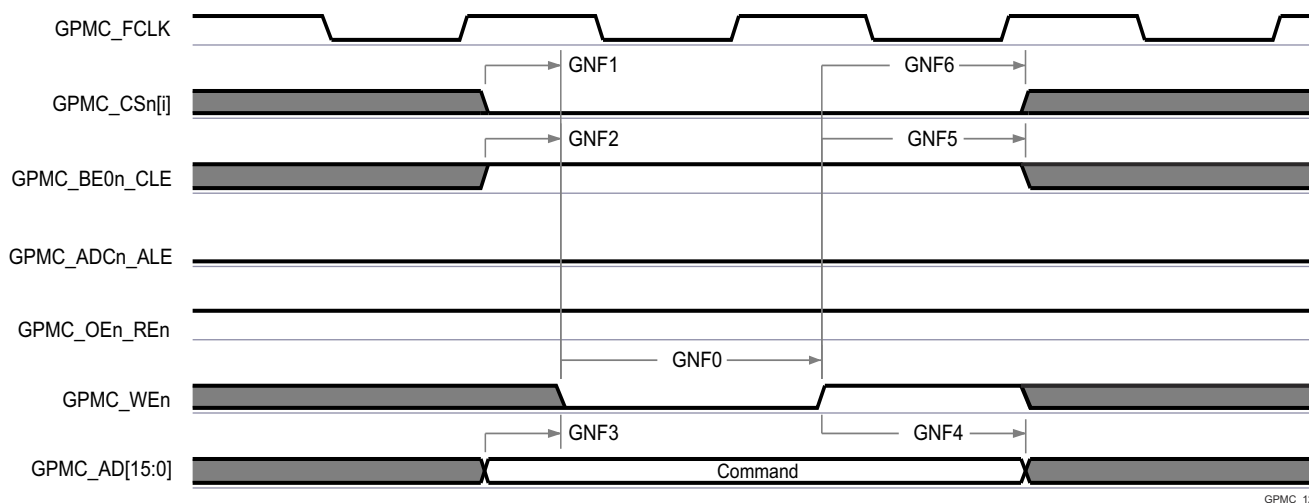 GPMC_FCLK
GNF1
GNF6
GPMC_CSn[i]
GNF2
GNF5
GPMC_BE0n_CLE
GPMC_ADCn_ALE
GPMC_OEn_REn
GNF0
GPMC_WEn
GNF3
GNF4
GPMC_AD[15:0]
Command